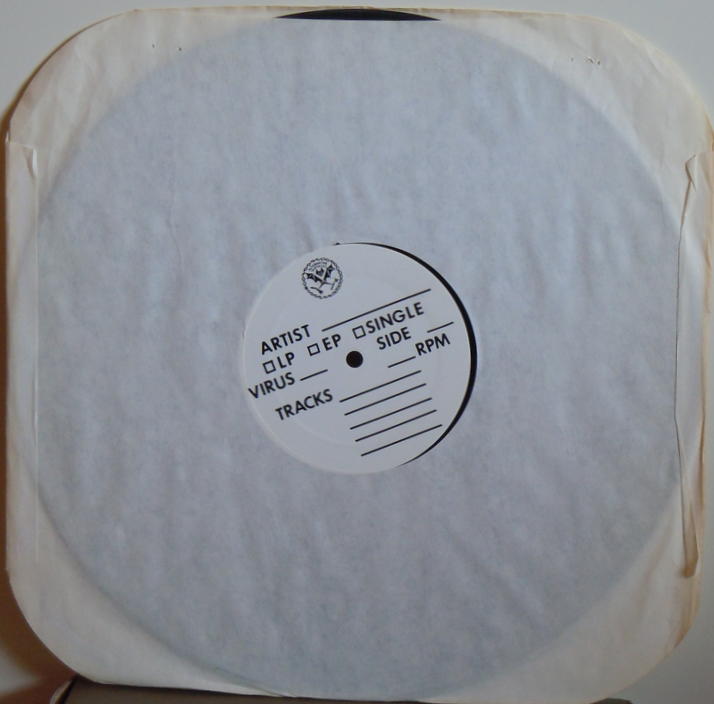 ARTIST
☐ LP ☐ EP ☐ SINGLE
VIRUS SIDE
RPM
TRACKS